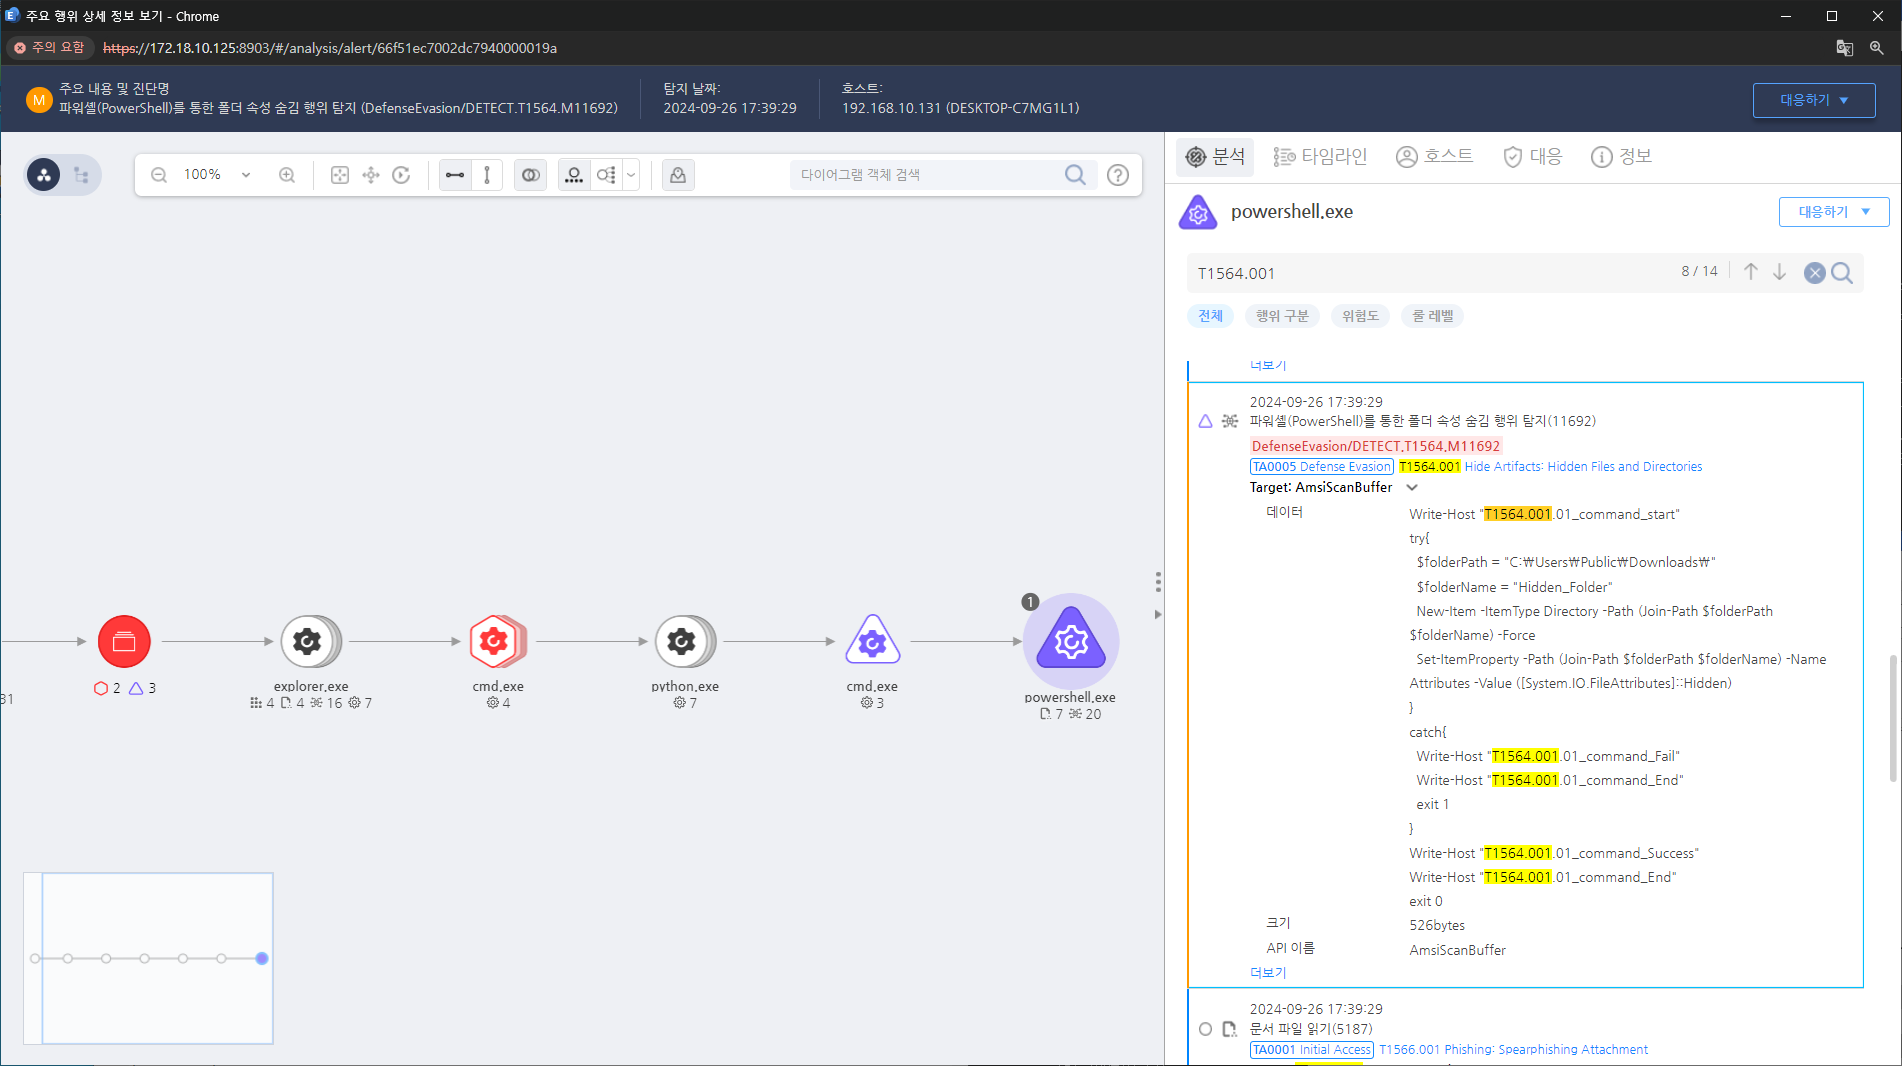 주요 행위 상세 정보 보기 - Chrome
주의 요함
https://172.18.10.125:8903/#/analysis/alert/66f51ec7002dc7940000019a
M
주요 내용 및 진단명
파워셸(PowerShell)를 통한 폴더 속성 숨김 행위 탐지 (DefenseEvasion/DETECT.T1564.M11692)
탐지 날짜:
2024-09-26 17:39:29
호스트:
192.168.10.131 (DESKTOP-C7MG1L1)
대응하기
100%
다이어그램 객체 검색
31
2 3
explorer.exe
4 4 16 7
cmd.exe
4
python.exe
7
cmd.exe
3
1
powershell.exe
7 20
분석
타임라인
호스트
대응
정보
powershell.exe
대응하기
T1564.001
8 / 14
전체
행위 구분
위험도
룰 레벨
더보기
2024-09-26 17:39:29
파워셸(PowerShell)를 통한 폴더 속성 숨김 행위 탐지(11692)
DefenseEvasion/DETECT.T1564.M11692
TA0005 Defense Evasion T1564.001 Hide Artifacts: Hidden Files and Directories
Target: AmsiScanBuffer
데이터
Write-Host "T1564.001.01_command_start"
try{
$folderPath = "C:₩Users₩Public₩Downloads₩"
$folderName = "Hidden_Folder"
New-Item -ItemType Directory -Path (Join-Path $folderPath
$folderName) -Force
Set-ItemProperty -Path (Join-Path $folderPath $folderName) -Name
Attributes -Value ([System.IO.FileAttributes]::Hidden)
}
catch{
Write-Host "T1564.001.01_command_Fail"
Write-Host "T1564.001.01_command_End"
exit 1
}
Write-Host "T1564.001.01_command_Success"
Write-Host "T1564.001.01_command_End"
exit 0
크기
526bytes
API 이름
AmsiScanBuffer
더보기
2024-09-26 17:39:29
문서 파일 읽기(5187)
TA0001 Initial Access T1566.001 Phishing: Spearphishing Attachment